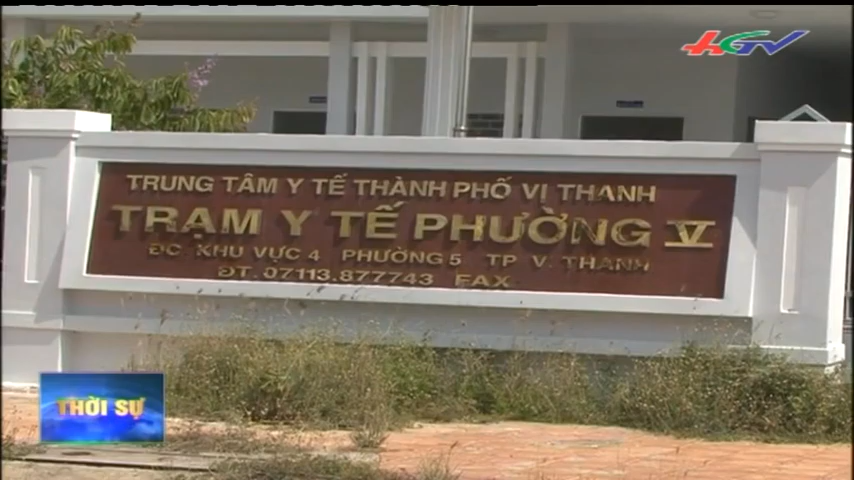 HGTV
TRUNG TÂM Y TẾ THÀNH PHỐ VỊ THANH
TRẠM Y TẾ PHƯỜNG V
ĐC KHU VỰC 4 PHƯỜNG 5 TP V. THANH
ĐT. 07113.877743 FAX
THỜI SỰ